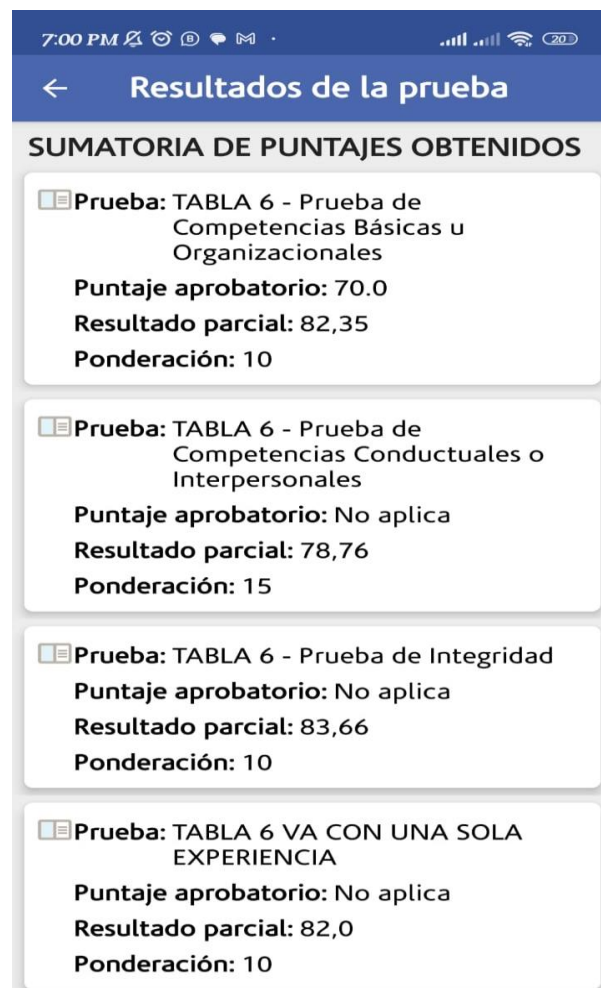 7:00 PM
20
Resultados de la prueba
SUMATORIA DE PUNTAJES OBTENIDOS
Prueba: TABLA 6 - Prueba de
Competencias Básicas u
Organizacionales
Puntaje aprobatorio: 70.0
Resultado parcial: 82,35
Ponderación: 10
Prueba: TABLA 6 - Prueba de
Competencias Conductuales o
Interpersonales
Puntaje aprobatorio: No aplica
Resultado parcial: 78,76
Ponderación: 15
Prueba: TABLA 6 - Prueba de Integridad
Puntaje aprobatorio: No aplica
Resultado parcial: 83,66
Ponderación: 10
Prueba: TABLA 6 VA CON UNA SOLA
EXPERIENCIA
Puntaje aprobatorio: No aplica
Resultado parcial: 82,0
Ponderación: 10